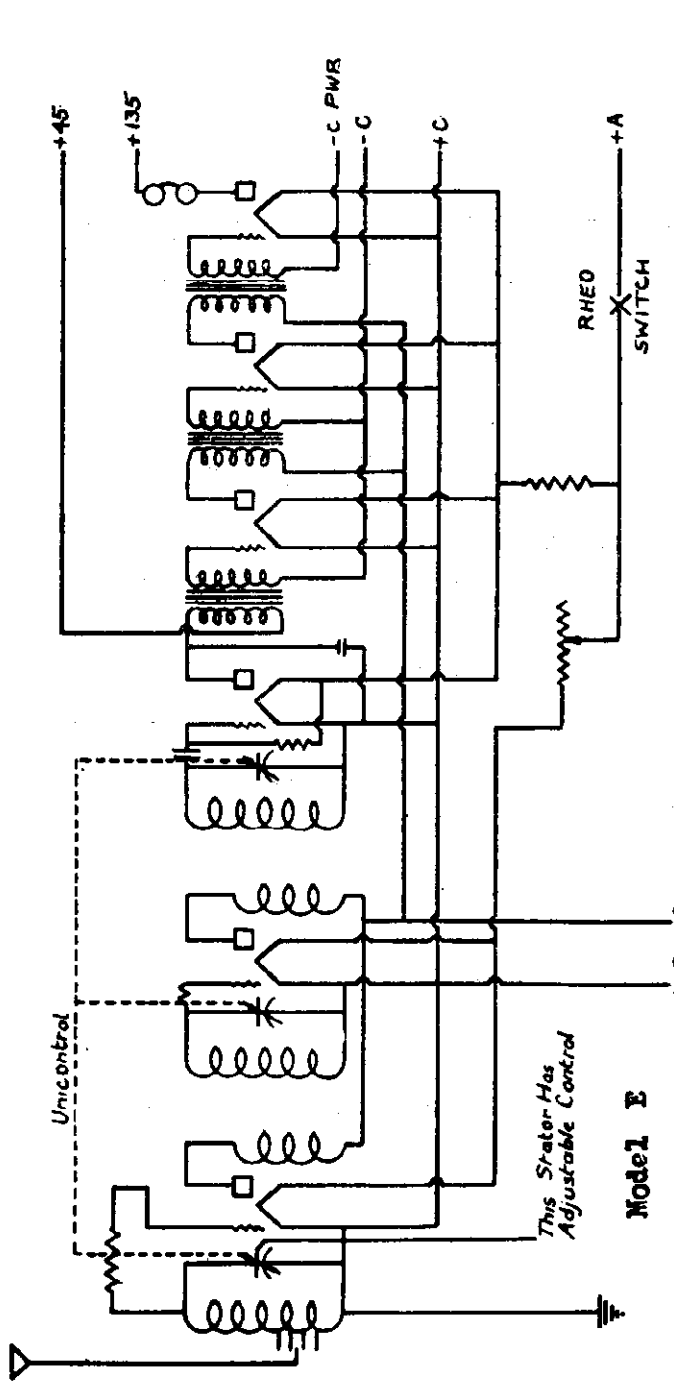 +45
+135
-C PWR
-C
+C
+A
RHEO
SWITCH
Unicontrol
This Stator Has
Adjustable Control
Model E